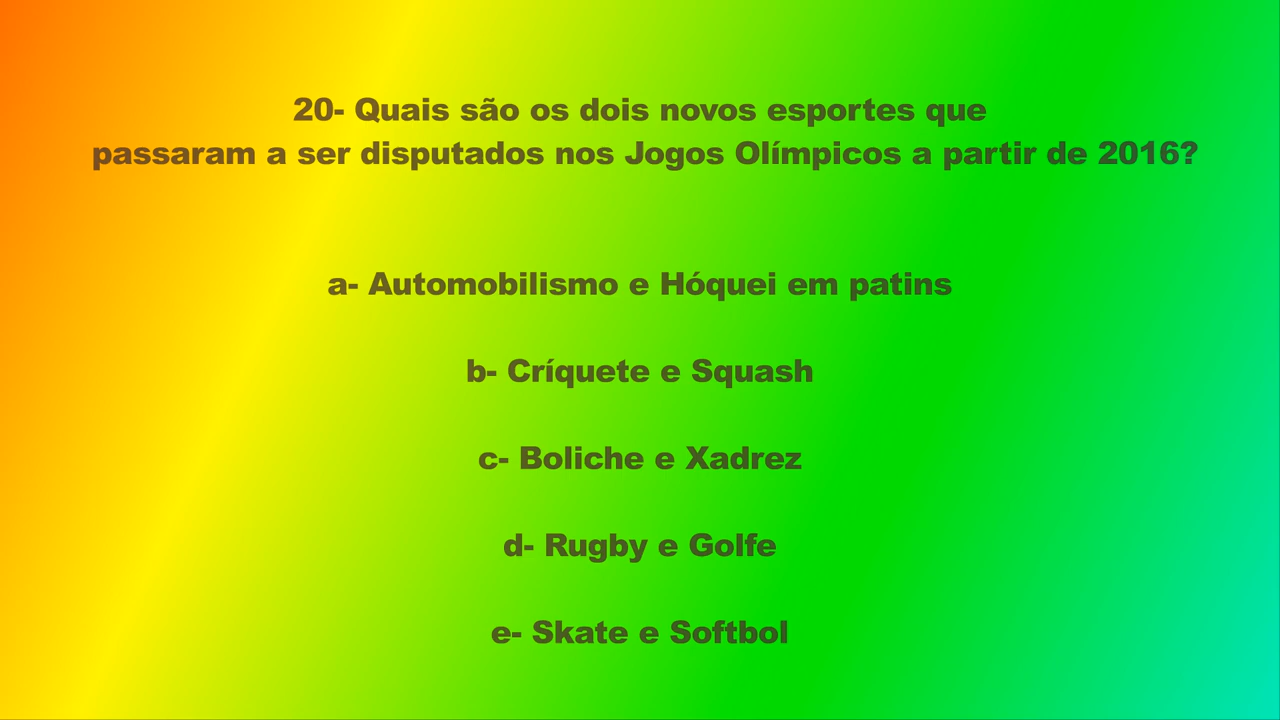 20- Quais são os dois novos esportes que
passaram a ser disputados nos Jogos Olímpicos a partir de 2016?
a- Automobilismo e Hóquei em patins
b- Críquete e Squash
c- Boliche e Xadrez
d- Rugby e Golfe
e- Skate e Softbol